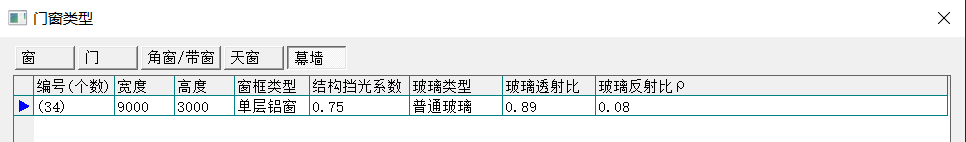 门窗类型
窗 门 角窗/带窗 天窗 幕墙
编号(个数) 宽度 高度 窗框类型 结构挡光系数 玻璃类型 玻璃透射比 玻璃反射比ρ
(34) 9000 3000 单层铝窗 0.75 普通玻璃 0.89 0.08